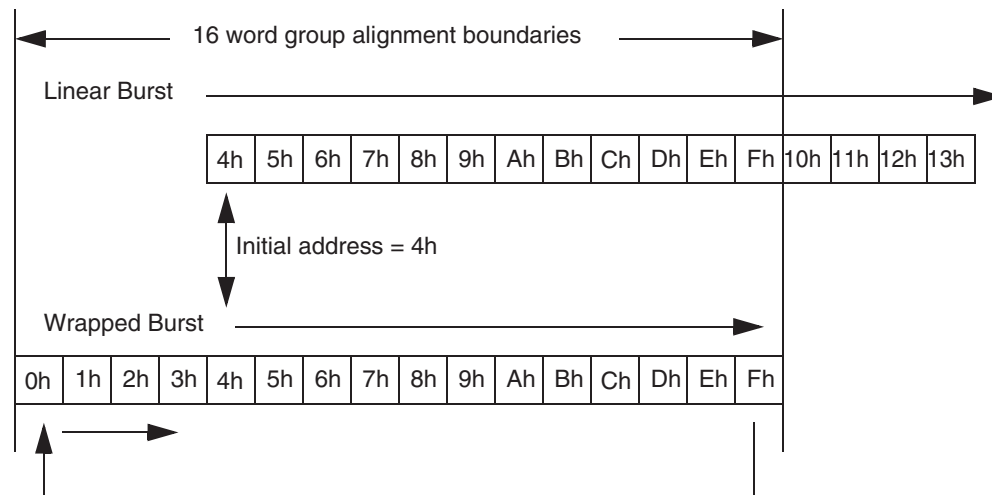 16 word group alignment boundaries
Linear Burst
4h 5h 6h 7h 8h 9h Ah Bh Ch Dh Eh Fh 10h 11h 12h 13h
Initial address = 4h
Wrapped Burst
0h 1h 2h 3h 4h 5h 6h 7h 8h 9h Ah Bh Ch Dh Eh Fh